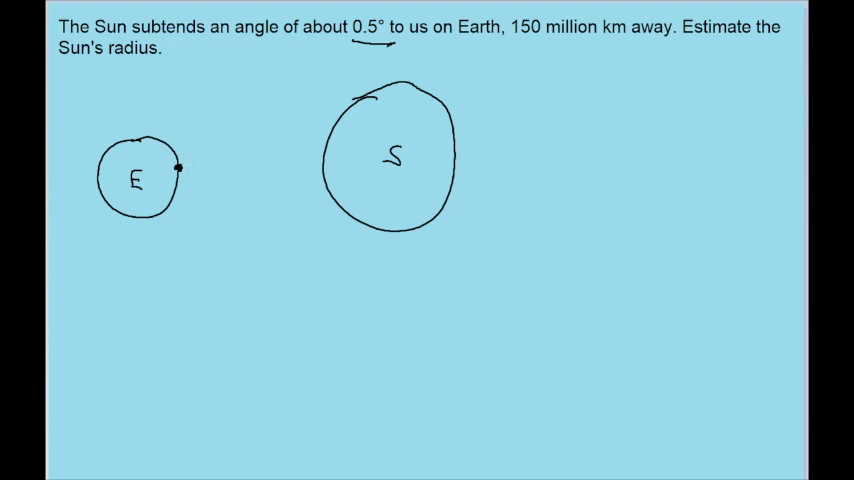 The Sun subtends an angle of about 0.5° to us on Earth, 150 million km away. Estimate the
Sun's radius.
E
S